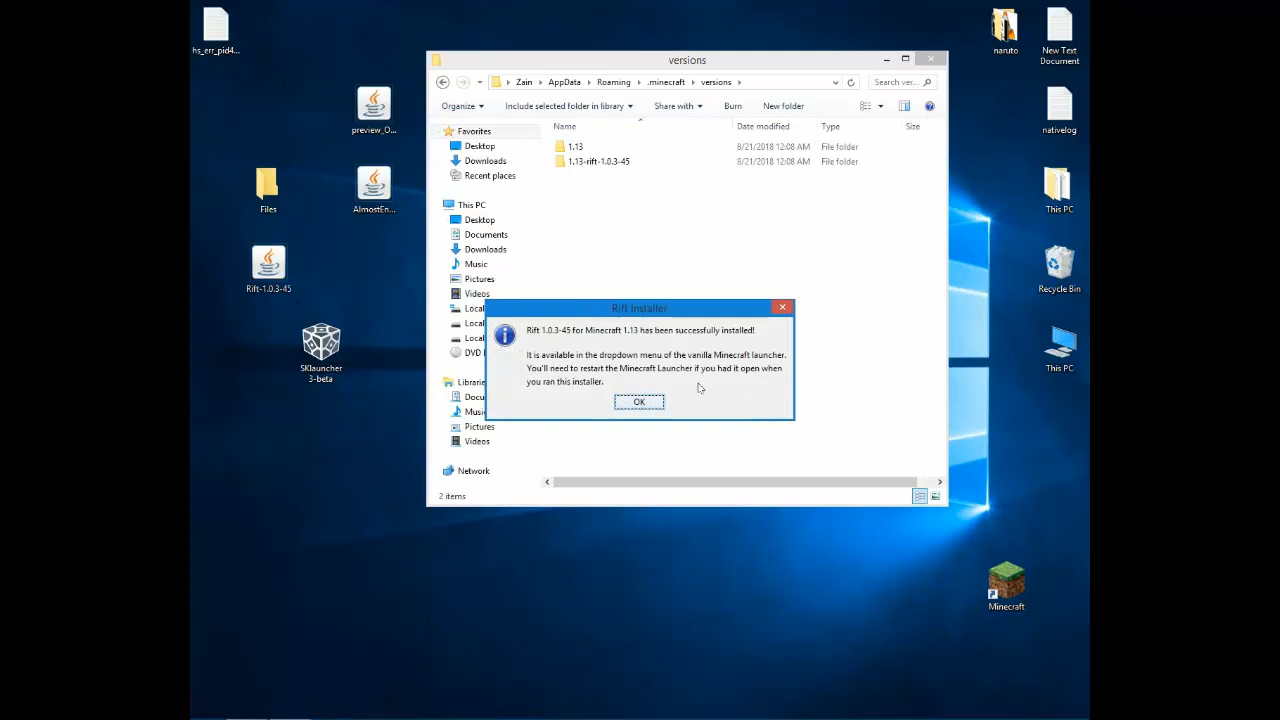 hs_err_pid4...
preview_O...
Files
AlmostEn...
Rift-1.0.3-45
SKlauncher
3-beta
versions
Zain
AppData
Roaming
.minecraft
versions
Search ver...
Organize
Include selected folder in library
Share with
Burn
New folder
Favorites
Desktop
Downloads
Recent places
This PC
Desktop
Documents
Downloads
Music
Pictures
Videos
Local
Local
Local
DVD
Librarie
Docu
Music
Pictures
Videos
Network
Name
Date modified
Type
Size
1.13
8/21/2018 12:08 AM
File folder
1.13-rift-1.0.3-45
8/21/2018 12:08 AM
File folder
2 items
Rift Installer
Rift 1.0.3-45 for Minecraft 1.13 has been successfully installed!
It is available in the dropdown menu of the vanilla Minecraft launcher.
You'll need to restart the Minecraft Launcher if you had it open when
you ran this installer.
OK
naruto
New Text
Document
nativelog
This PC
Recycle Bin
This PC
Minecraft